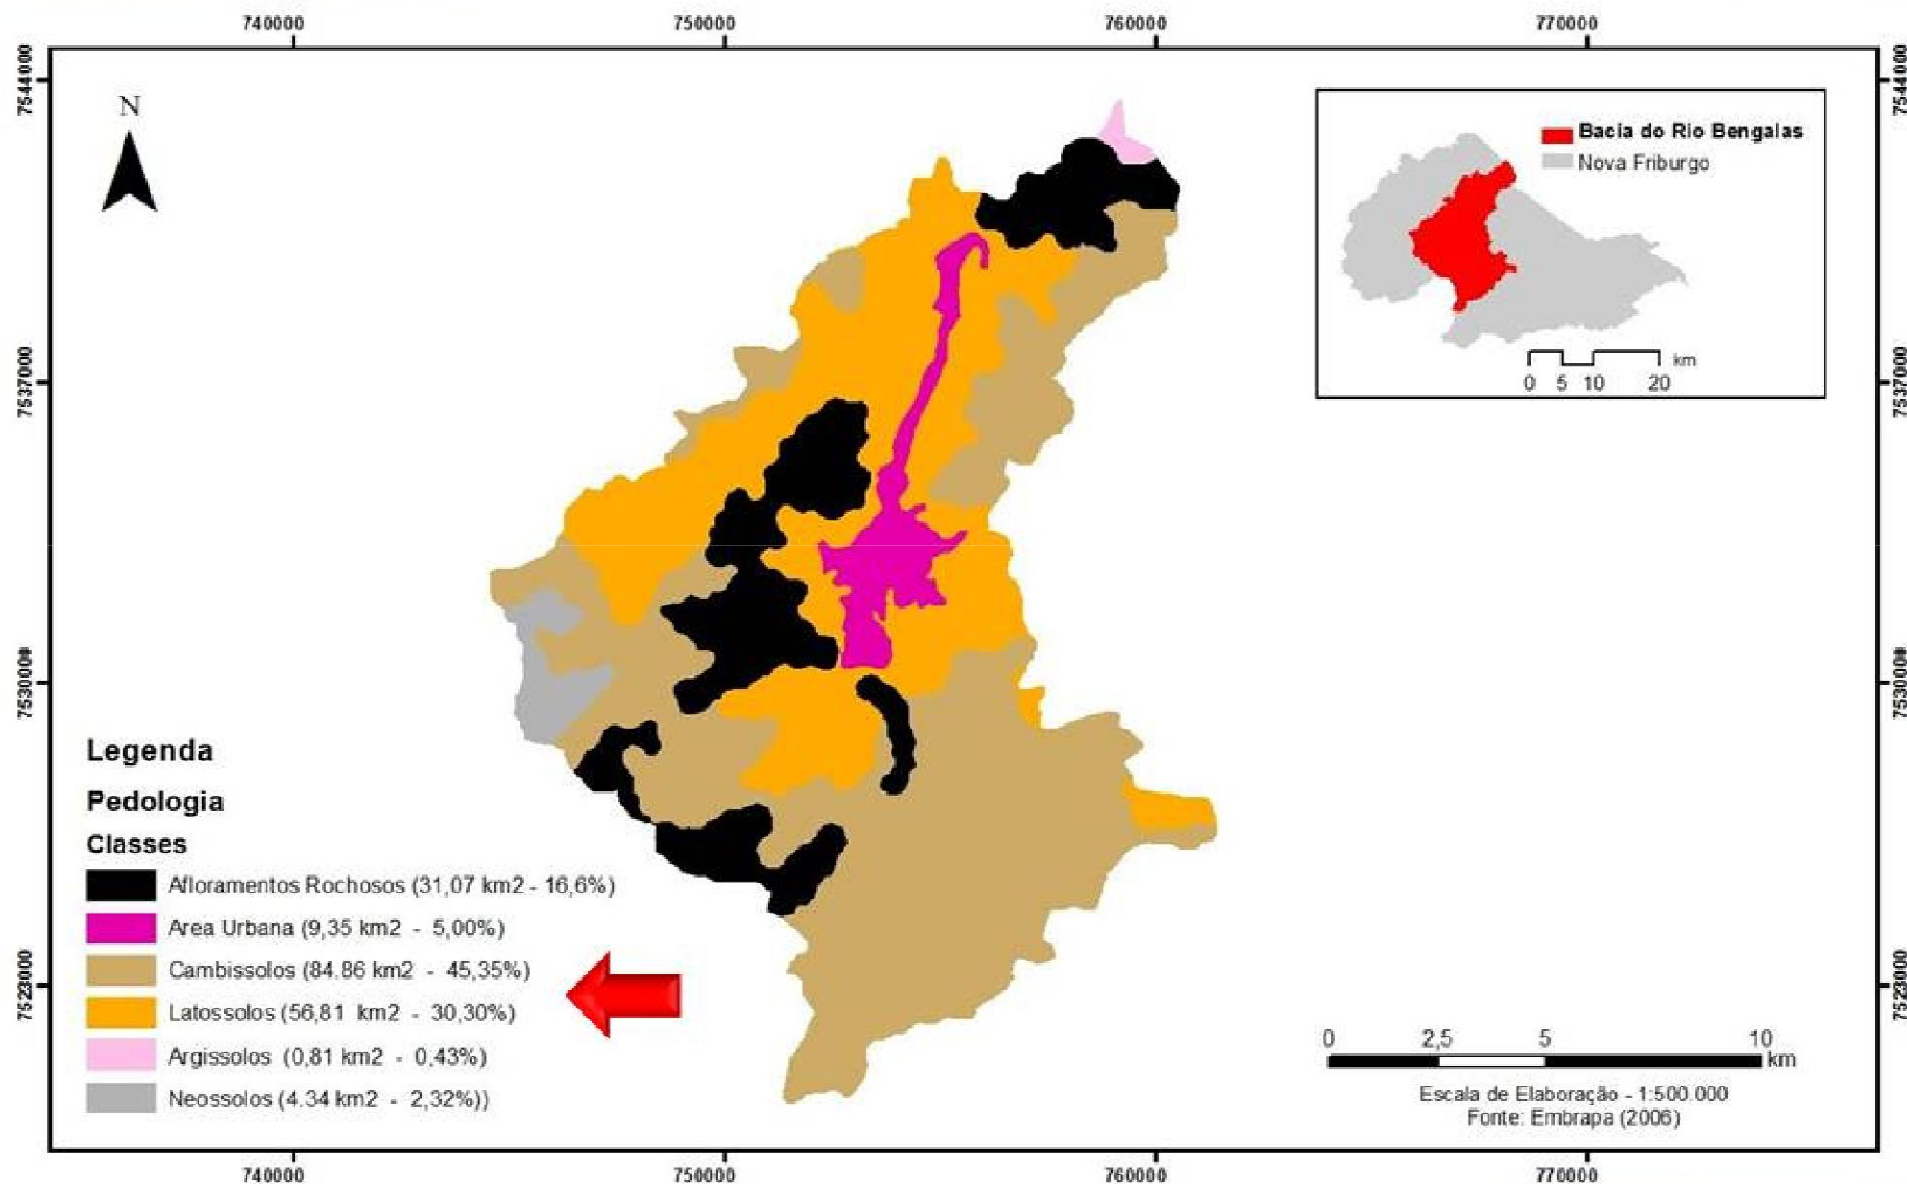 740000 750000 760000 770000
7544000 7544000
N
Bacia do Rio Bengalas
Nova Friburgo
km
0 5 10 20
7537000 7537000
7530000 7530000
Legenda
Pedologia
Classes
Afloramentos Rochosos (31,07 km2 - 16,6%)
Area Urbana (9,35 km2 - 5,00%)
Cambissolos (84.86 km2 - 45,35%)
Latossolos (56,81 km2 - 30,30%)
Argissolos (0,81 km2 - 0,43%)
Neossolos (4.34 km2 - 2,32%))
7523000 7523000
0 2,5 5 10
km
Escala de Elaboração - 1:500.000
Fonte: Embrapa (2006)
740000 750000 760000 770000